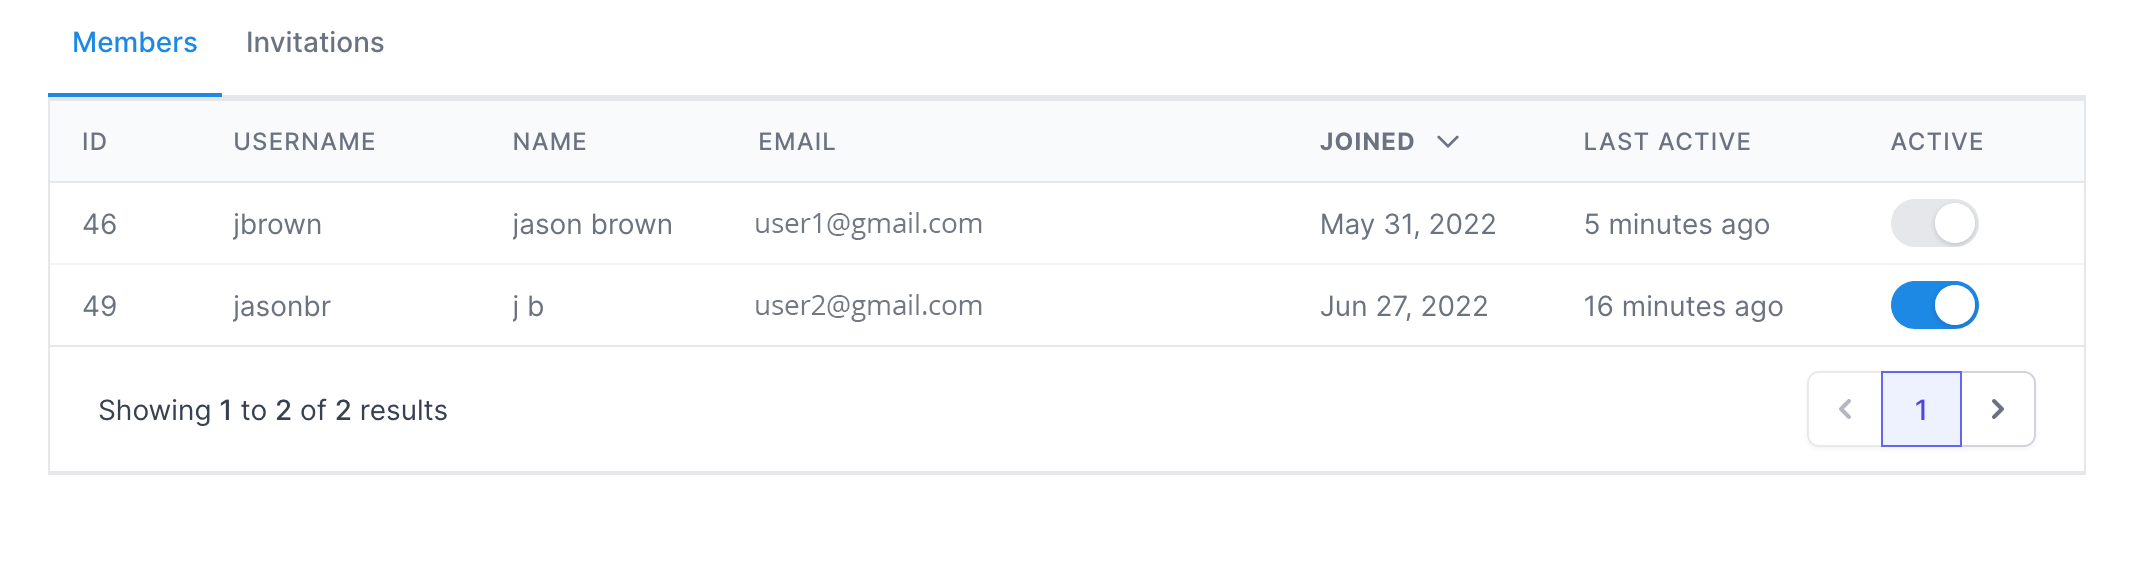 Members Invitations
ID USERNAME NAME EMAIL JOINED LAST ACTIVE ACTIVE
46 jbrown jason brown user1@gmail.com May 31, 2022 5 minutes ago
49 jasonbr j b user2@gmail.com Jun 27, 2022 16 minutes ago
Showing 1 to 2 of 2 results 1